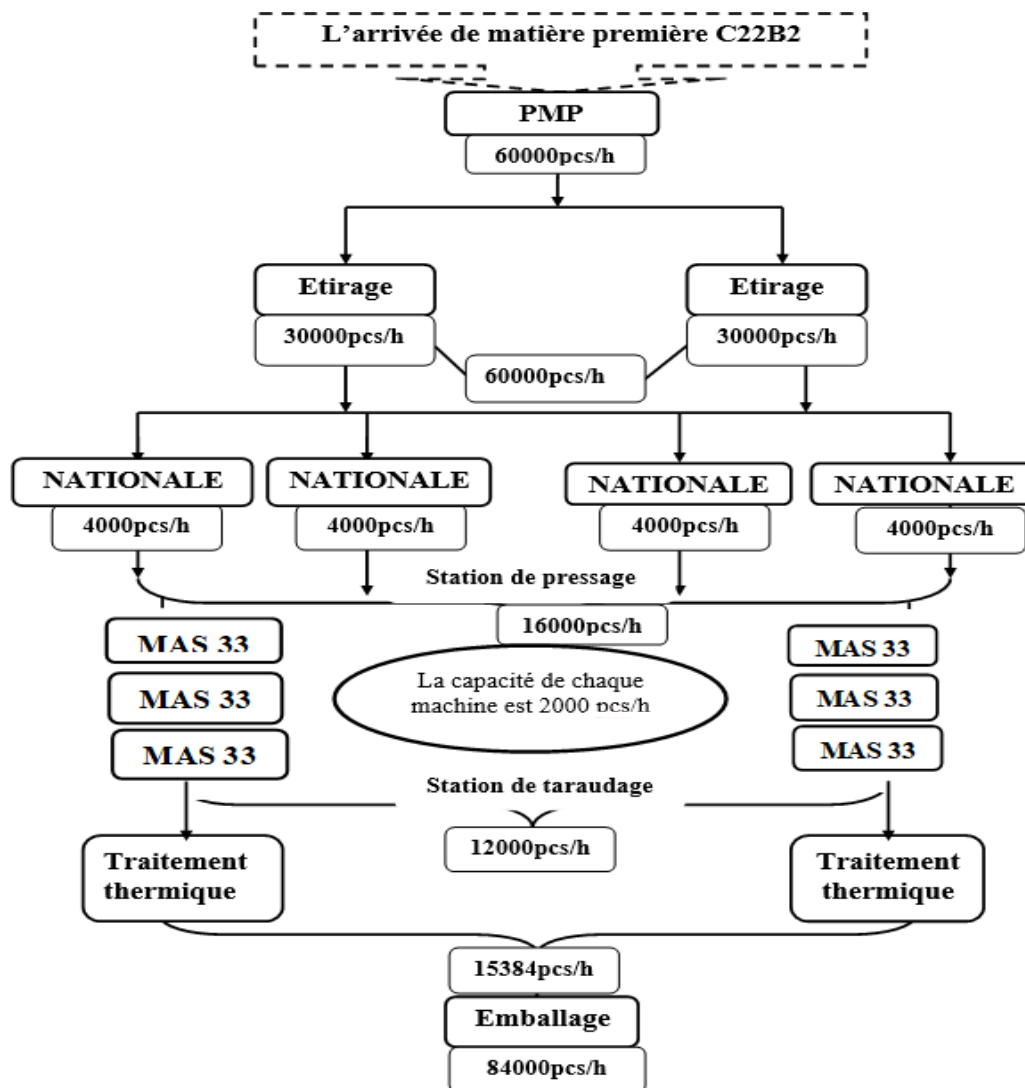 L'arrivée de matière première C22B2
PMP
60000pcs/h
Etirage
Etirage
30000pcs/h
30000pcs/h
60000pcs/h
NATIONALE
NATIONALE
NATIONALE
NATIONALE
4000pcs/h
4000pcs/h
4000pcs/h
4000pcs/h
Station de pressage
16000pcs/h
MAS 33
MAS 33
La capacité de chaque
machine est 2000 pcs/h
MAS 33
MAS 33
MAS 33
MAS 33
Station de taraudage
12000pcs/h
Traitement
thermique
Traitement
thermique
15384pcs/h
Emballage
84000pcs/h